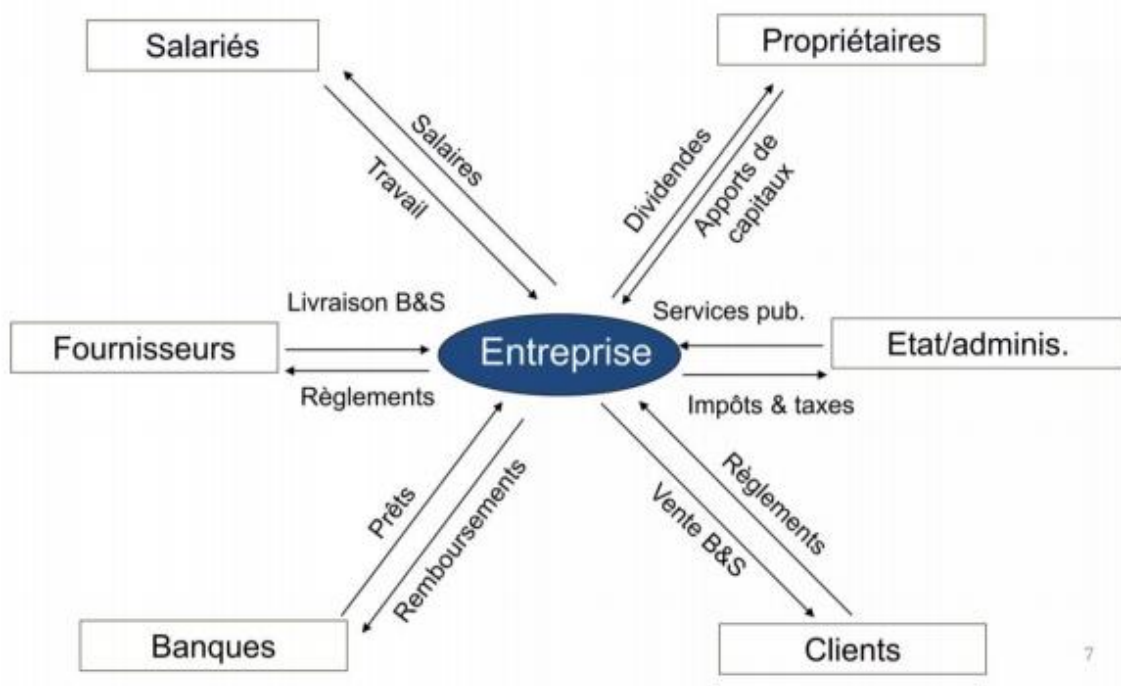 Salariés
Propriétaires
Salaires
Travail
Dividendes
Apports de
capitaux
Livraison B&S
Services pub.
Fournisseurs
Entreprise
Etat/adminis.
Règlements
Impôts & taxes
Prêts
Remboursements
Vente B&S
Règlements
Banques
Clients
7